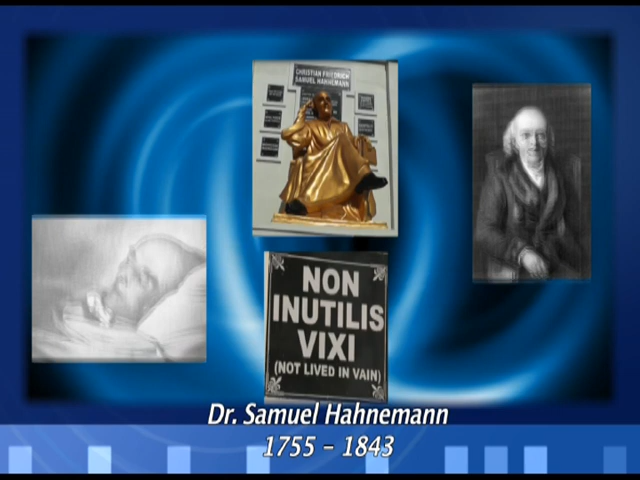 CHRISTIAN FRIEDRICH
SAMUEL HAHNEMANN
NON
INUTILIS
VIXI
(NOT LIVED IN VAIN)
Dr. Samuel Hahnemann
1755 – 1843